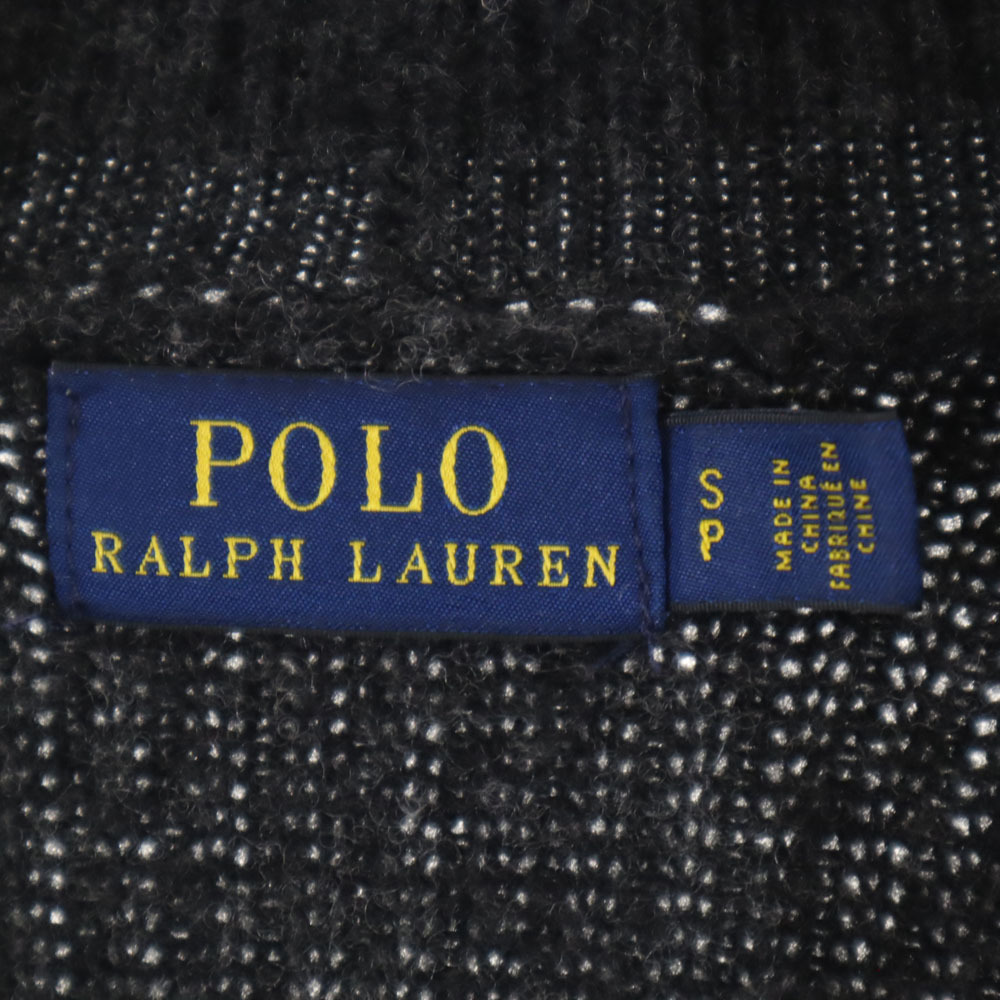 POLO
RALPH LAUREN
S
P
MADE IN
CHINA
FABRIQUÉ EN
CHINE